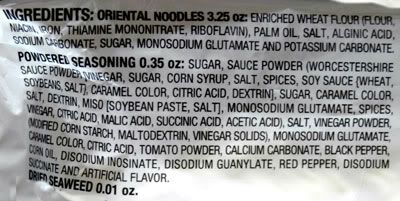 INGREDIENTS: ORIENTAL NOODLES 3.25 oz: ENRICHED WHEAT FLOUR (FLOUR,
NIACIN, IRON, THIAMINE MONONITRATE, RIBOFLAVIN), PALM OIL, SALT, ALGINIC ACID,
SODIUM CARBONATE, SUGAR, MONOSODIUM GLUTAMATE AND POTASSIUM CARBONATE.
POWDERED SEASONING 0.35 oz: SUGAR, SAUCE POWDER (WORCESTERSHIRE
SAUCE POWDER [VINEGAR, SUGAR, CORN SYRUP, SALT, SPICES, SOY SAUCE (WHEAT,
SOYBEANS, SALT), CARAMEL COLOR, CITRIC ACID, DEXTRIN], SUGAR, CARAMEL COLOR,
SALT, DEXTRIN, MISO [SOYBEAN PASTE, SALT], MONOSODIUM GLUTAMATE, SPICES,
VINEGAR, CITRIC ACID, MALIC ACID, SUCCINIC ACID, ACETIC ACID), SALT, VINEGAR POWDER,
(MODIFIED CORN STARCH, MALTODEXTRIN, VINEGAR SOLIDS), MONOSODIUM GLUTAMATE,
CARAMEL COLOR, CITRIC ACID, TOMATO POWDER, CALCIUM CARBONATE, BLACK PEPPER,
CORN OIL, DISODIUM INOSINATE, DISODIUM GUANYLATE, RED PEPPER, DISODIUM
SUCCINATE AND ARTIFICIAL FLAVOR.
DRIED SEAWEED 0.01 oz.